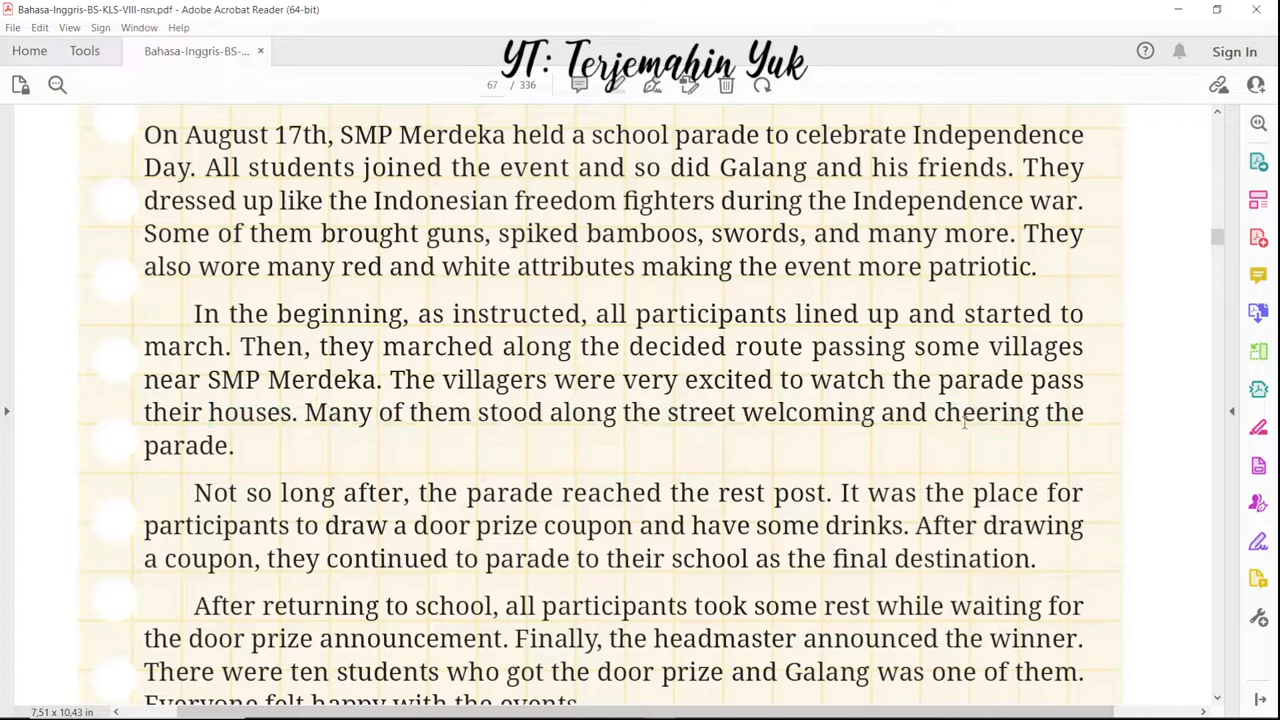 Bahasa-Inggris-BS-KLS-VIII-nsn.pdf - Adobe Acrobat Reader (64-bit)
File Edit View Sign Window Help
Home Tools Bahasa-Inggris-BS-... × Sign In
YT: Terjemahin Yuk
67 / 336
On August 17th, SMP Merdeka held a school parade to celebrate Independence
Day. All students joined the event and so did Galang and his friends. They
dressed up like the Indonesian freedom fighters during the Independence war.
Some of them brought guns, spiked bamboos, swords, and many more. They
also wore many red and white attributes making the event more patriotic.
In the beginning, as instructed, all participants lined up and started to
march. Then, they marched along the decided route passing some villages
near SMP Merdeka. The villagers were very excited to watch the parade pass
their houses. Many of them stood along the street welcoming and cheering the
parade.
Not so long after, the parade reached the rest post. It was the place for
participants to draw a door prize coupon and have some drinks. After drawing
a coupon, they continued to parade to their school as the final destination.
After returning to school, all participants took some rest while waiting for
the door prize announcement. Finally, the headmaster announced the winner.
There were ten students who got the door prize and Galang was one of them.
Everyone felt happy with the events.
7,51 x 10,43 in